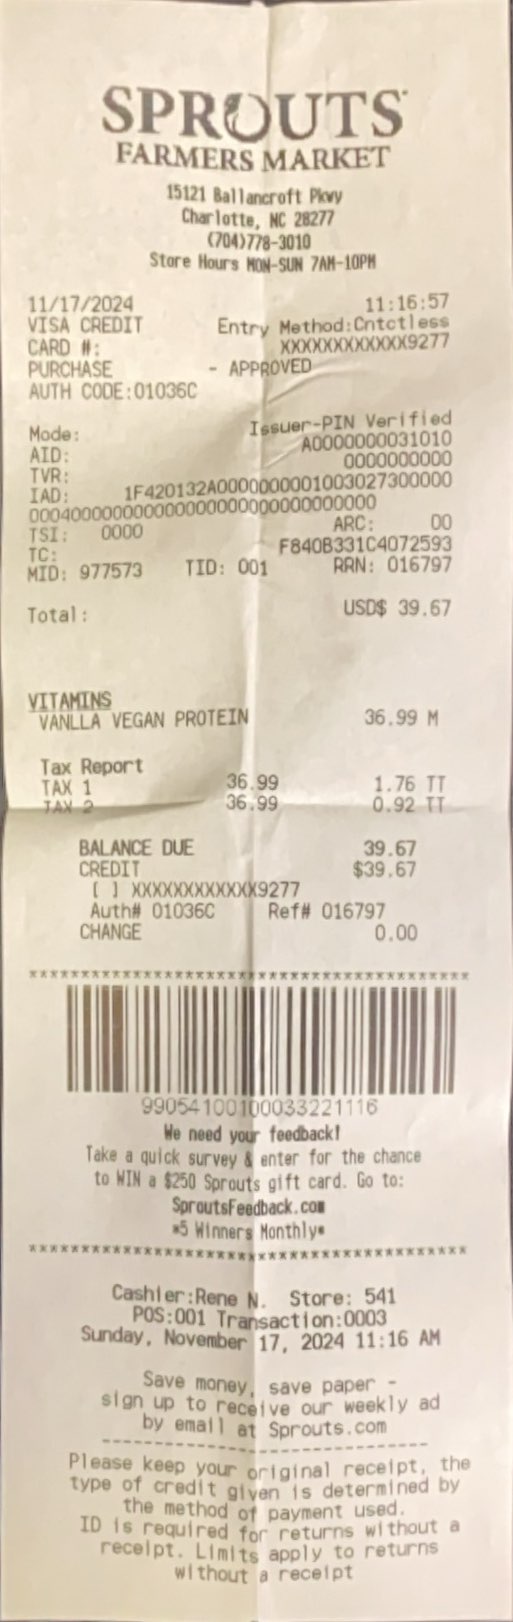 SPROUTS
FARMERS MARKET
15121 Ballancroft Pkwy
Charlotte, NC 28277
(704)778-3010
Store Hours MON-SUN 7AM-10PM
11/17/2024 11:16:57
VISA CREDIT Entry Method:Cntctless
CARD #: XXXXXXXXXXXX9277
PURCHASE - APPROVED
AUTH CODE:01036C
Mode: Issuer-PIN Verified
AID: A0000000031010
TVR: 0000000000
IAD: 1F420132A0000000001003027300000
00040000000000000000000000000000000
TSI: 0000 ARC: 00
TC: F840B331C4072593
MID: 977573 TID: 001 RRN: 016797
Total: USD$ 39.67
VITAMINS
VANLLA VEGAN PROTEIN 36.99 M
Tax Report
TAX 1 36.99 1.76 TT
TAX 2 36.99 0.92 TT
BALANCE DUE 39.67
CREDIT $39.67
[ ] XXXXXXXXXXXX9277
Auth# 01036C Ref# 016797
CHANGE 0.00
****************************************
99054100100033221116
We need your feedback!
Take a quick survey & enter for the chance
to WIN a $250 Sprouts gift card. Go to:
SproutsFeedback.com
*5 Winners Monthly*
****************************************
Cashier:Rene N. Store: 541
POS:001 Transaction:0003
Sunday, November 17, 2024 11:16 AM
Save money, save paper -
sign up to receive our weekly ad
by email at Sprouts.com
--------------------------------
Please keep your original receipt, the
type of credit given is determined by
the method of payment used.
ID is required for returns without a
receipt. Limits apply to returns
without a receipt